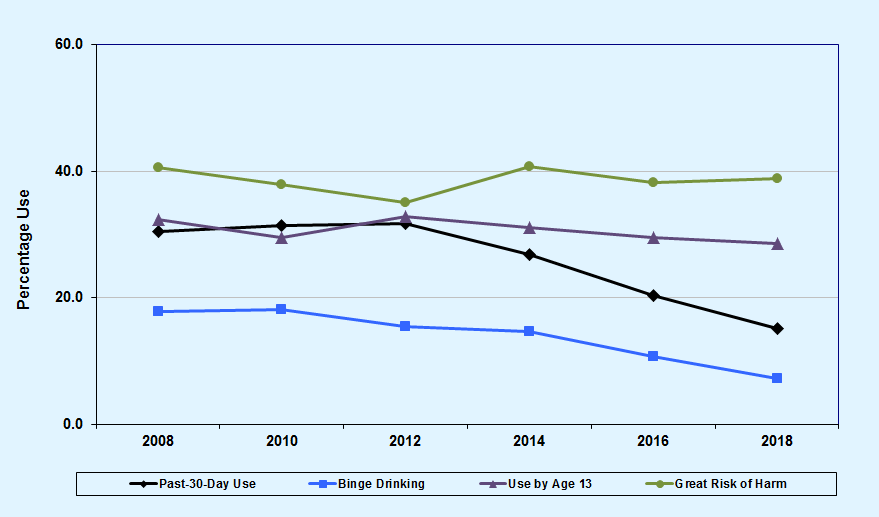 60.0
40.0
20.0
0.0
Percentage Use
2008 2010 2012 2014 2016 2018
Past-30-Day Use Binge Drinking Use by Age 13 Great Risk of Harm